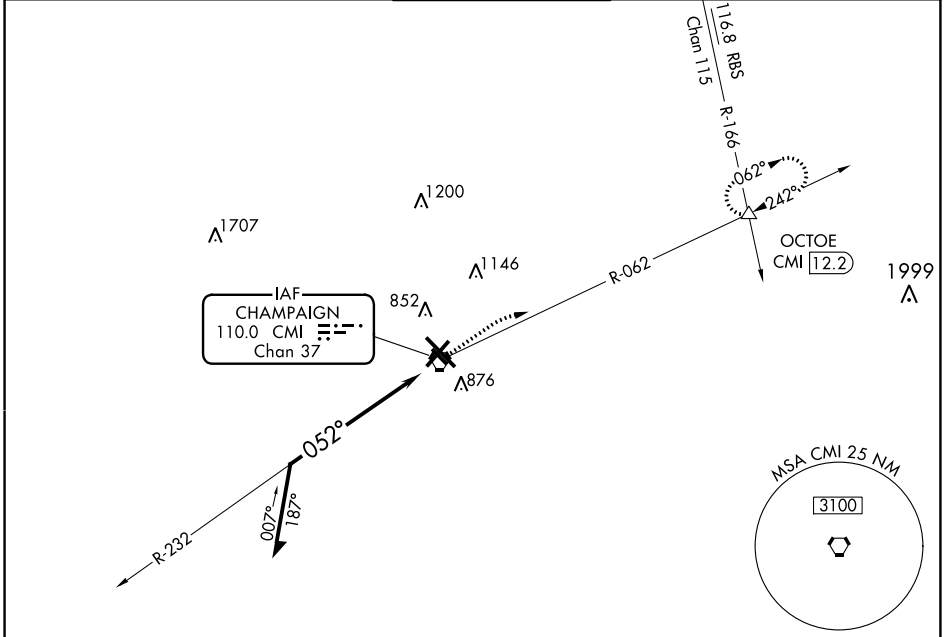 116.8 RBS
Chan 115
R-166
062°
242°
1200
1707
OCTOE
CMI 12.2
1146
R-062
1999
IAF
CHAMPAIGN
110.0 CMI
Chan 37
852
876
052°
MSA CMI 25 NM
3100
007°
187°
R-232